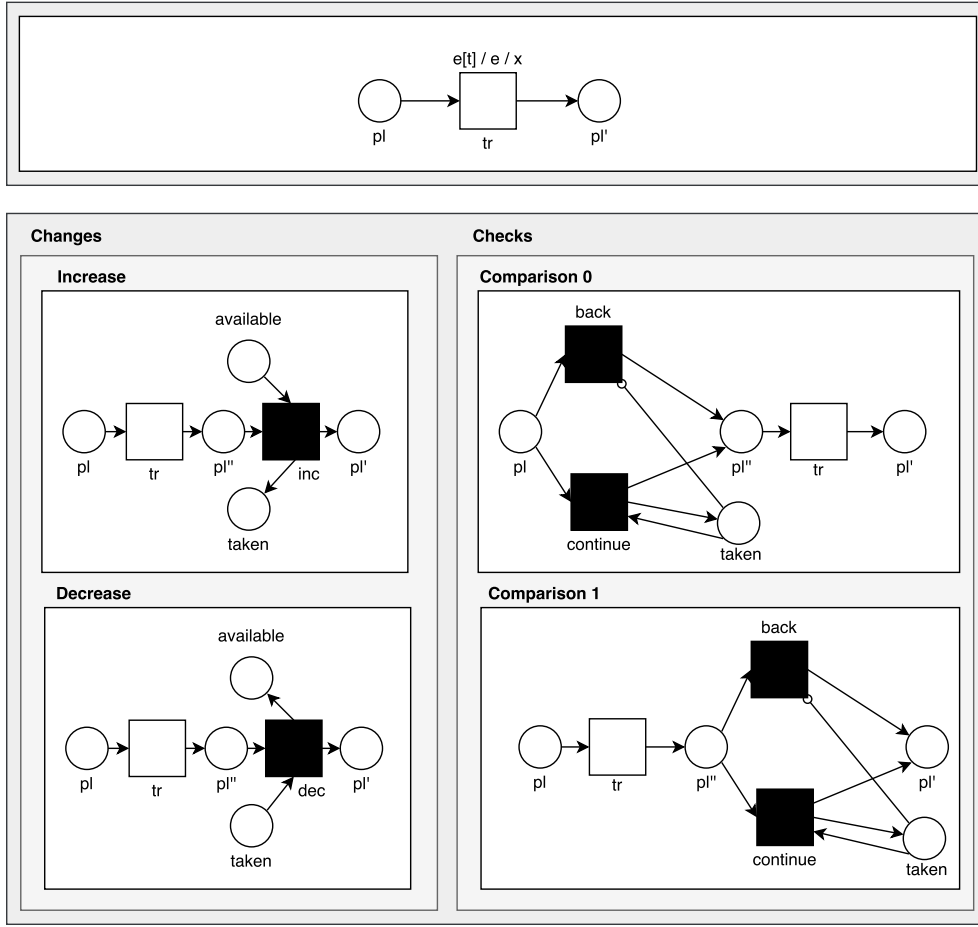 e[t] / e / x
pl
tr
pl'
Changes
Increase
available
pl
tr
pl"
inc
pl'
taken
Decrease
available
pl
tr
pl"
dec
pl'
taken
Checks
Comparison 0
back
pl
pl"
tr
pl'
continue
taken
Comparison 1
back
pl
tr
pl"
pl'
continue
taken